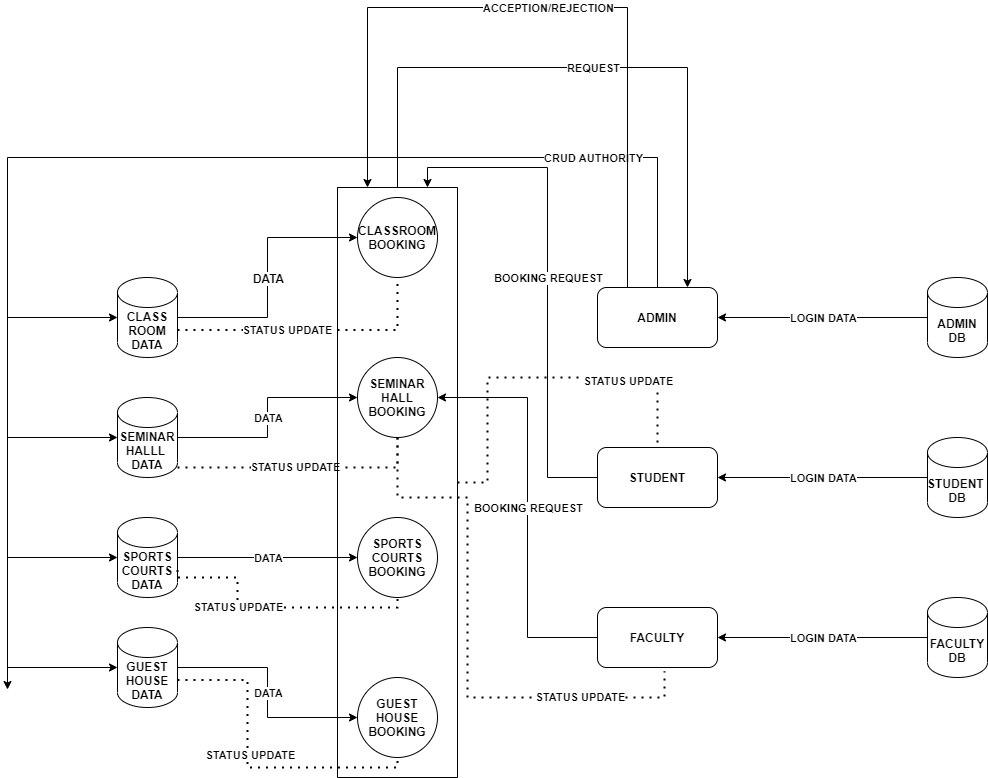 ACCEPTION/REJECTION
REQUEST
CRUD AUTHORITY
CLASSROOM
BOOKING
DATA
BOOKING REQUEST
CLASS
ROOM
DATA
STATUS UPDATE
ADMIN
LOGIN DATA
ADMIN
DB
SEMINAR
HALL
BOOKING
STATUS UPDATE
DATA
SEMINAR
HALLL
DATA
STATUS UPDATE
STUDENT
LOGIN DATA
STUDENT
DB
BOOKING REQUEST
SPORTS
COURTS
DATA
DATA
SPORTS
COURTS
BOOKING
STATUS UPDATE
FACULTY
LOGIN DATA
FACULTY
DB
GUEST
HOUSE
DATA
DATA
STATUS UPDATE
GUEST
HOUSE
BOOKING
STATUS UPDATE